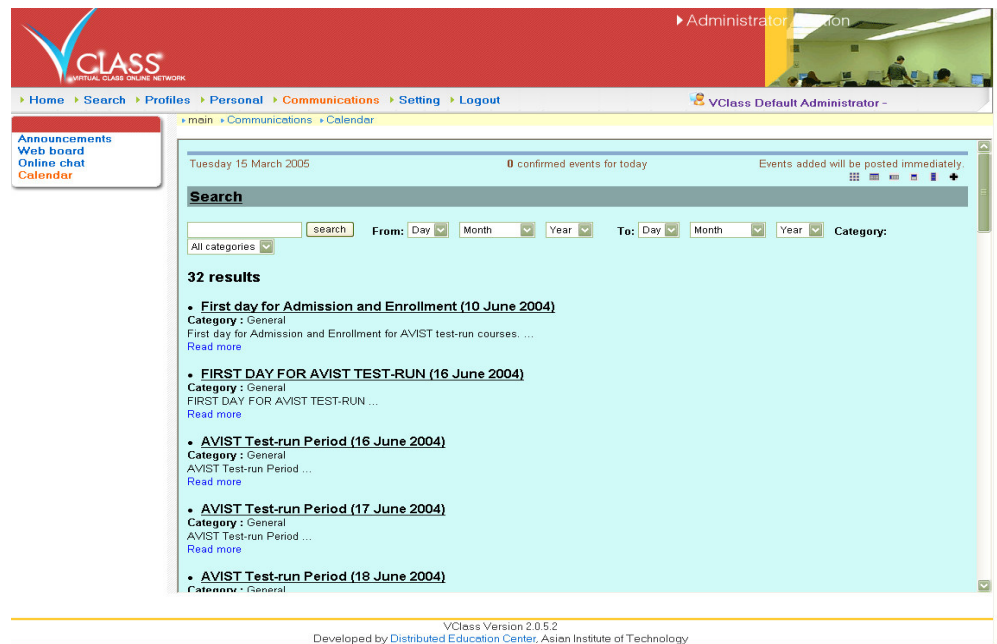 Administrator Section
VCLASS
VIRTUAL CLASS ONLINE NETWORK
Home Search Profiles Personal Communications Setting Logout
VClass Default Administrator -
main Communications Calendar
Announcements
Web board
Online chat
Calendar
Tuesday 15 March 2005 0 confirmed events for today Events added will be posted immediately.
Search
search From: Day Month Year To: Day Month Year Category:
All categories
32 results
• First day for Admission and Enrollment (10 June 2004)
Category : General
First day for Admission and Enrollment for AVIST test-run courses. ...
Read more
• FIRST DAY FOR AVIST TEST-RUN (16 June 2004)
Category : General
FIRST DAY FOR AVIST TEST-RUN ...
Read more
• AVIST Test-run Period (16 June 2004)
Category : General
AVIST Test-run Period ...
Read more
• AVIST Test-run Period (17 June 2004)
Category : General
AVIST Test-run Period ...
Read more
• AVIST Test-run Period (18 June 2004)
Category : General
VClass Version 2.0.5.2
Developed by Distributed Education Center, Asian Institute of Technology